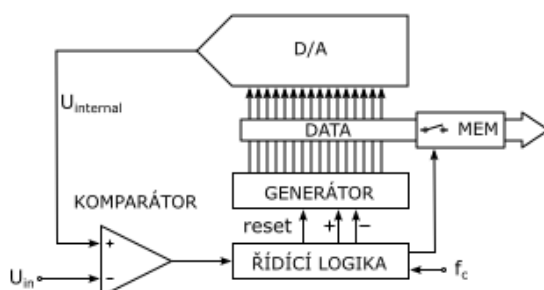 D/A
U internal
DATA
MEM
GENERÁTOR
KOMPARÁTOR
reset
+ −
+
−
U in
ŘÍDÍCÍ LOGIKA
f c